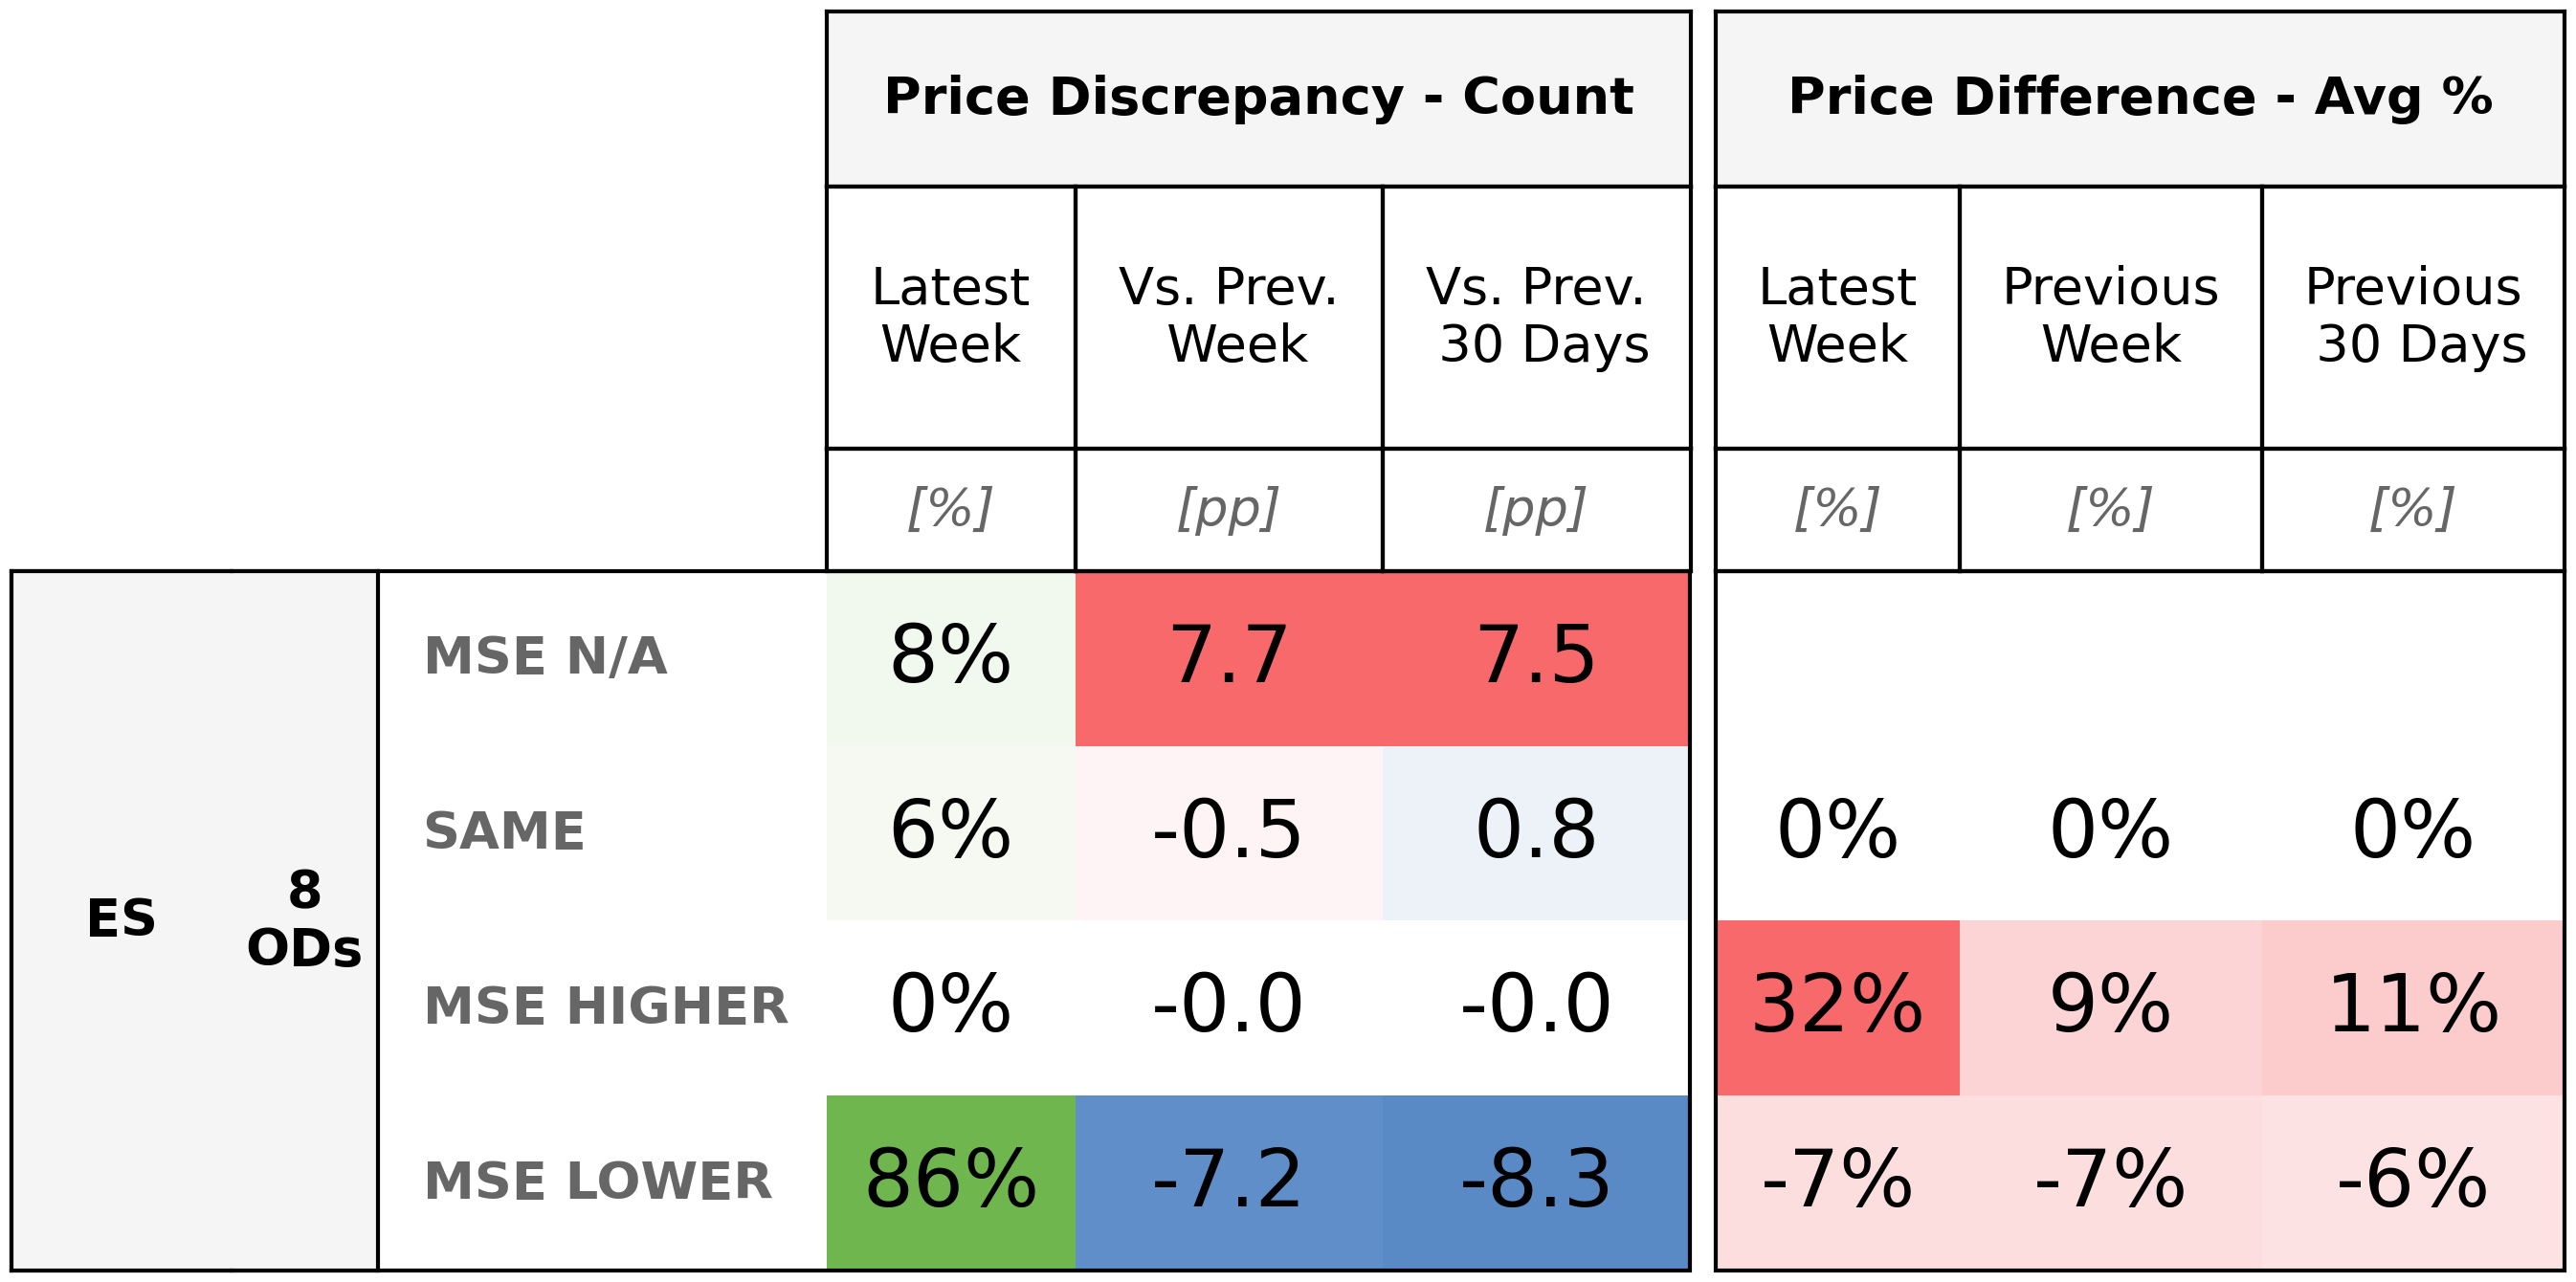 Price Discrepancy - Count Price Difference - Avg %
Latest Week Vs. Prev. Week Vs. Prev. 30 Days Latest Week Previous Week Previous 30 Days
[%] [pp] [pp] [%] [%] [%]
ES 8 ODs
MSE N/A 8% 7.7 7.5
SAME 6% -0.5 0.8 0% 0% 0%
MSE HIGHER 0% -0.0 -0.0 32% 9% 11%
MSE LOWER 86% -7.2 -8.3 -7% -7% -6%